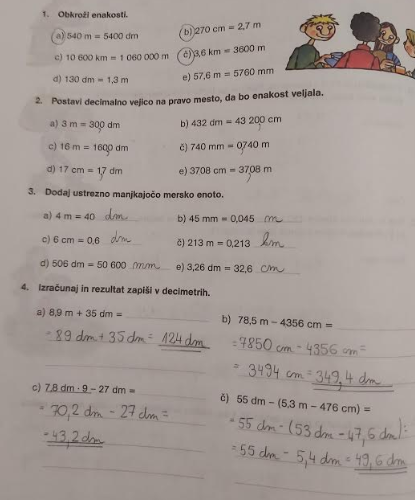 1. Obkroži enakosti.
a) 540 m = 5400 dm b) 270 cm = 2,7 m
c) 10 600 km = 1 060 000 m č) 3,6 km = 3600 m
d) 130 dm = 1,3 m e) 57,6 m = 5760 mm
2. Postavi decimalno vejico na pravo mesto, da bo enakost veljala.
a) 3 m = 30,0 dm b) 432 dm = 43 20,0 cm
c) 16 m = 160,0 dm č) 740 mm = 0,740 m
d) 17 cm = 1,7 dm e) 3708 cm = 37,08 m
3. Dodaj ustrezno manjkajočo mersko enoto.
a) 4 m = 40 dm b) 45 mm = 0,045 m
c) 6 cm = 0,6 dm č) 213 m = 0,213 km
d) 506 dm = 50 600 mm e) 3,26 dm = 32,6 cm
4. Izračunaj in rezultat zapiši v decimetrih.
a) 8,9 m + 35 dm = b) 78,5 m – 4356 cm =
= 89 dm + 35 dm = 124 dm = 7850 cm - 4356 cm =
= 3494 cm = 349,4 dm
c) 7,8 dm · 9 – 27 dm = č) 55 dm – (5,3 m – 476 cm) =
= 70,2 dm - 27 dm = = 55 dm - (53 dm - 47,6 dm) =
= 43,2 dm = 55 dm - 5,4 dm = 49,6 dm